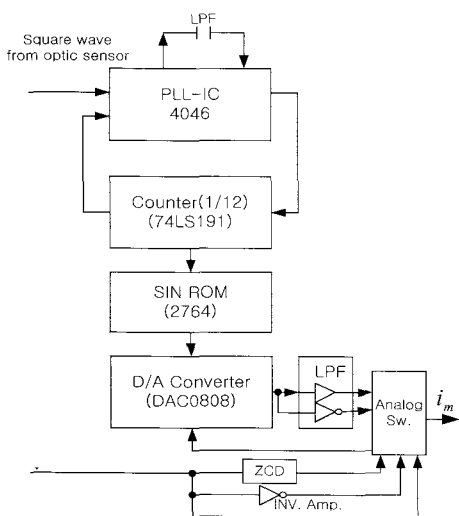 LPF
Square wave
from optic sensor
PLL-IC
4046
Counter(1/12)
(74LS191)
SIN ROM
(2764)
D/A Converter
(DAC0808)
LPF
Analog
Sw.
i_m
ZCD
INV. Amp.